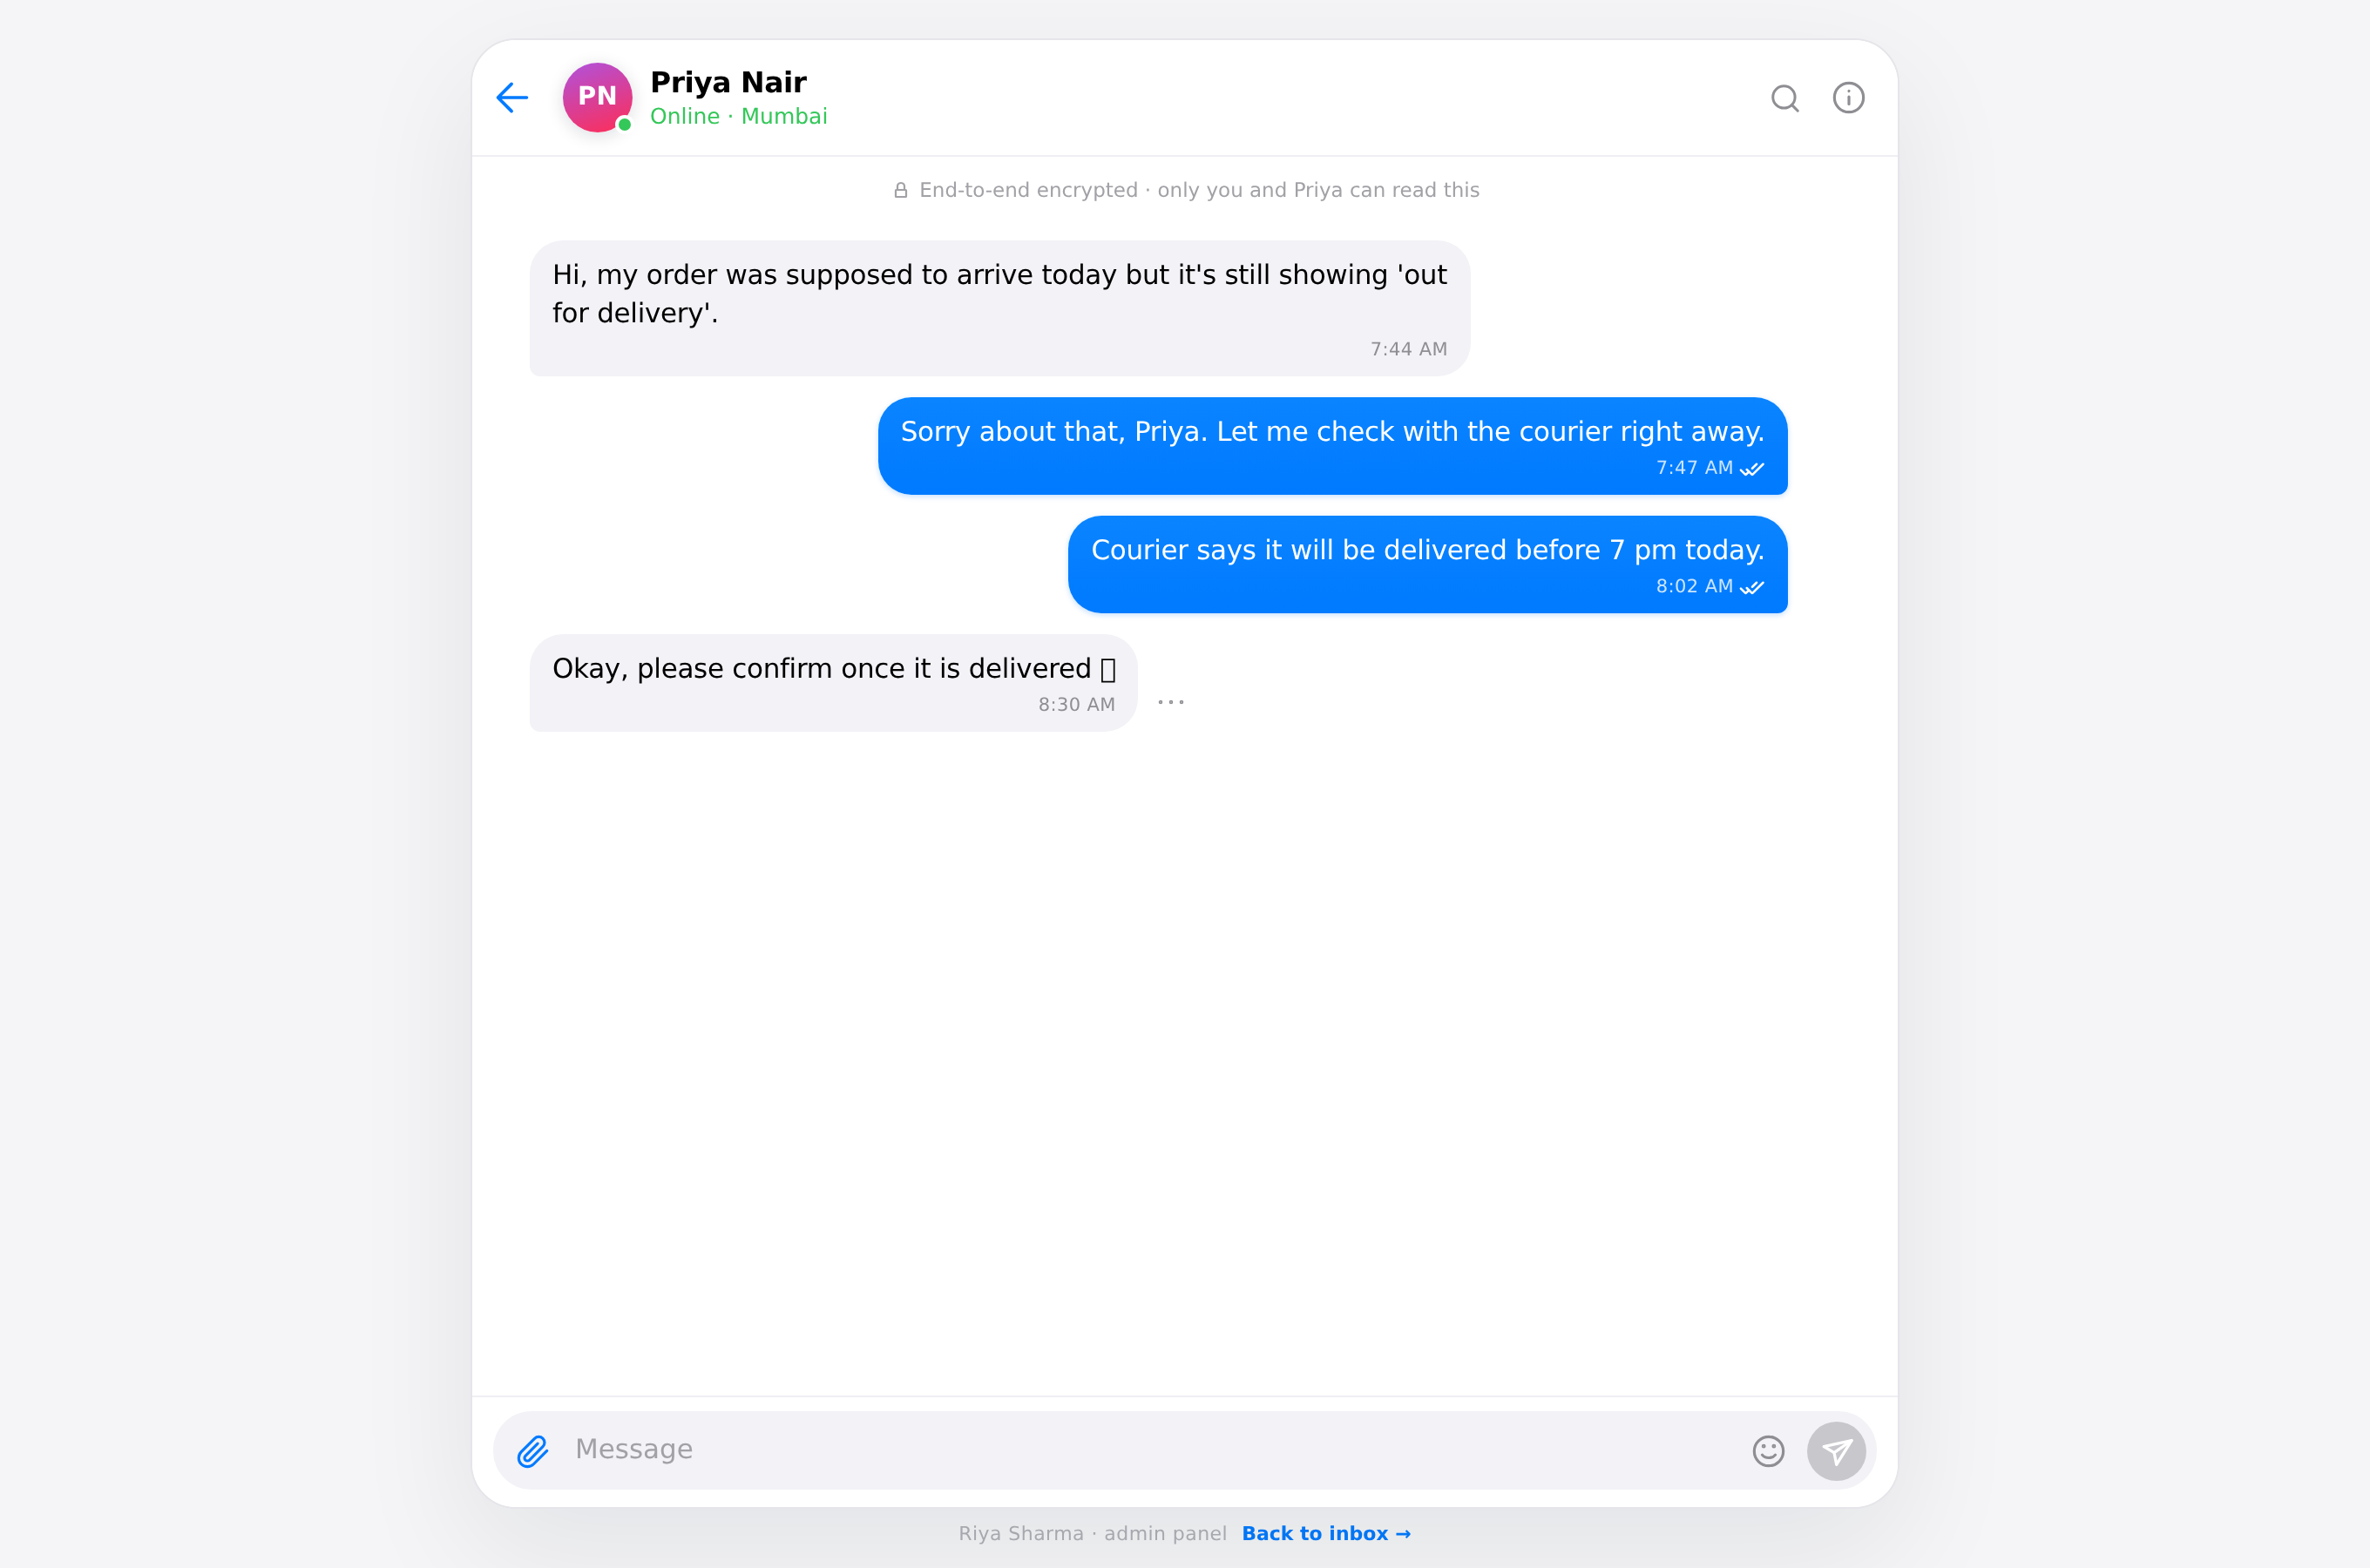 PN
Priya Nair
Online · Mumbai
End-to-end encrypted · only you and Priya can read this
Hi, my order was supposed to arrive today but it's still showing 'out
for delivery'.
7:44 AM
Sorry about that, Priya. Let me check with the courier right away.
7:47 AM
Courier says it will be delivered before 7 pm today.
8:02 AM
Okay, please confirm once it is delivered
8:30 AM
Message
Riya Sharma · admin panel Back to inbox →